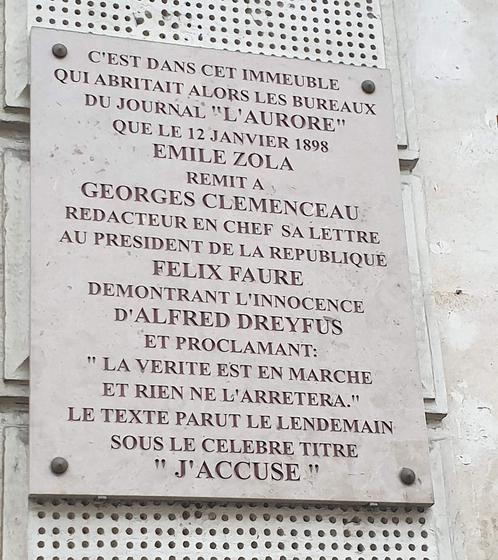 C'EST DANS CET IMMEUBLE
QUI ABRITAIT ALORS LES BUREAUX
DU JOURNAL "L'AURORE"
QUE LE 12 JANVIER 1898
EMILE ZOLA
REMIT A
GEORGES CLEMENCEAU
REDACTEUR EN CHEF SA LETTRE
AU PRESIDENT DE LA REPUBLIQUE
FELIX FAURE
DEMONTRANT L'INNOCENCE
D'ALFRED DREYFUS
ET PROCLAMANT:
" LA VERITE EST EN MARCHE
ET RIEN NE L'ARRETERA."
LE TEXTE PARUT LE LENDEMAIN
SOUS LE CELEBRE TITRE
" J'ACCUSE "